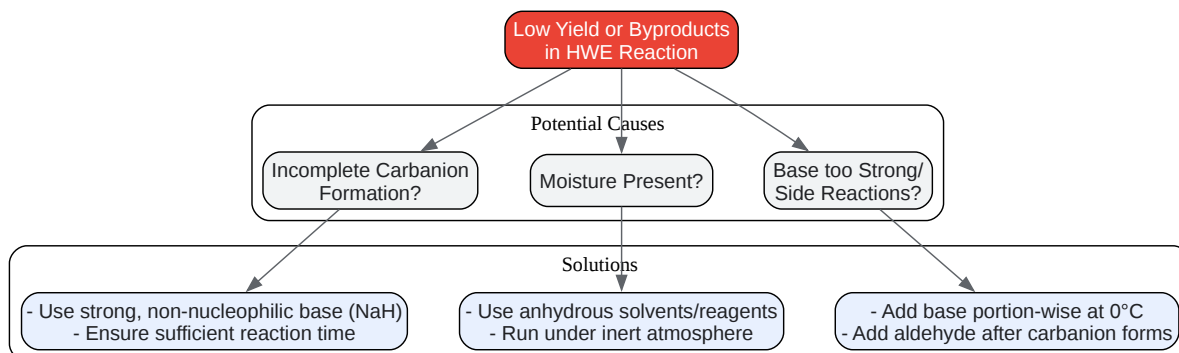 Low Yield or Byproducts
in HWE Reaction
Potential Causes
Incomplete Carbanion
Formation?
Moisture Present?
Base too Strong/
Side Reactions?
Solutions
- Use strong, non-nucleophilic base (NaH)
- Ensure sufficient reaction time
- Use anhydrous solvents/reagents
- Run under inert atmosphere
- Add base portion-wise at 0°C
- Add aldehyde after carbanion forms